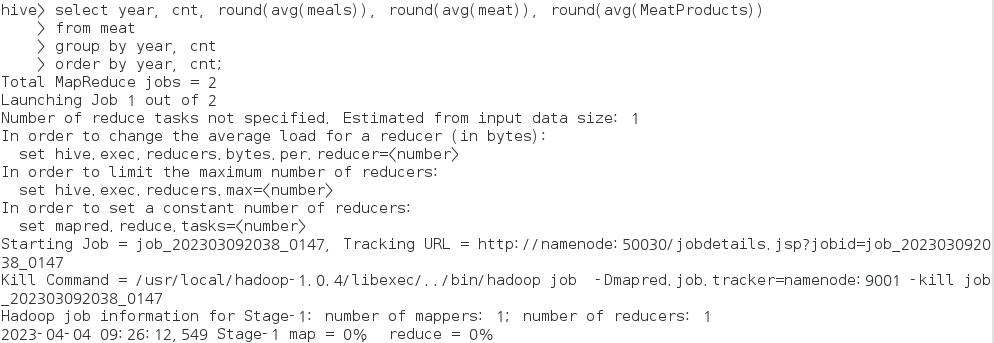 hive> select year, cnt, round(avg(meals)), round(avg(meat)), round(avg(MeatProducts))
    > from meat
    > group by year, cnt
    > order by year, cnt;
Total MapReduce jobs = 2
Launching Job 1 out of 2
Number of reduce tasks not specified. Estimated from input data size: 1
In order to change the average load for a reducer (in bytes):
  set hive.exec.reducers.bytes.per.reducer=<number>
In order to limit the maximum number of reducers:
  set hive.exec.reducers.max=<number>
In order to set a constant number of reducers:
  set mapred.reduce.tasks=<number>
Starting Job = job_202303092038_0147, Tracking URL = http://namenode:50030/jobdetails.jsp?jobid=job_2023030920
38_0147
Kill Command = /usr/local/hadoop-1.0.4/libexec/../bin/hadoop job  -Dmapred.job.tracker=namenode:9001 -kill job
_202303092038_0147
Hadoop job information for Stage-1: number of mappers: 1; number of reducers: 1
2023-04-04 09:26:12,549 Stage-1 map = 0%,  reduce = 0%